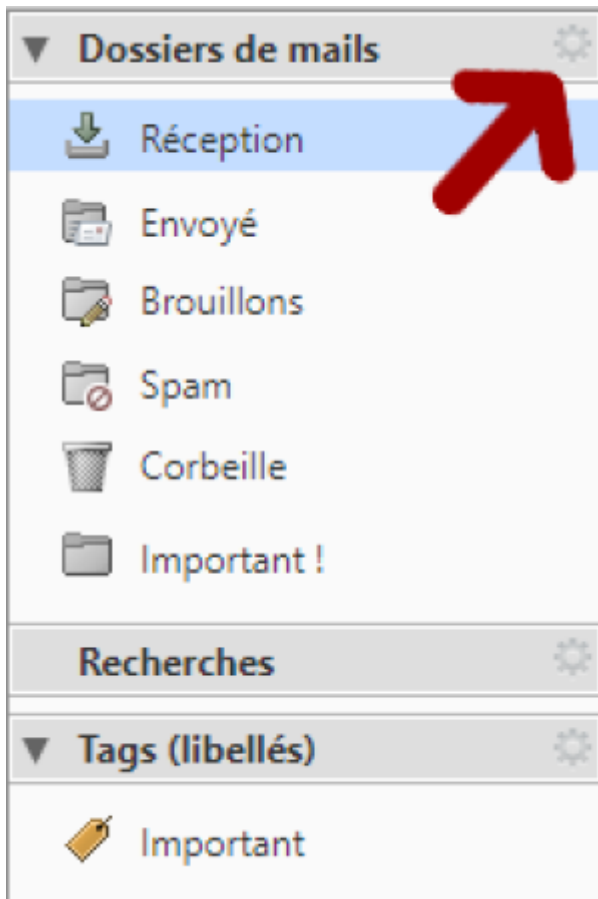 Dossiers de mails
Réception
Envoyé
Brouillons
Spam
Corbeille
Important !
Recherches
Tags (libellés)
Important